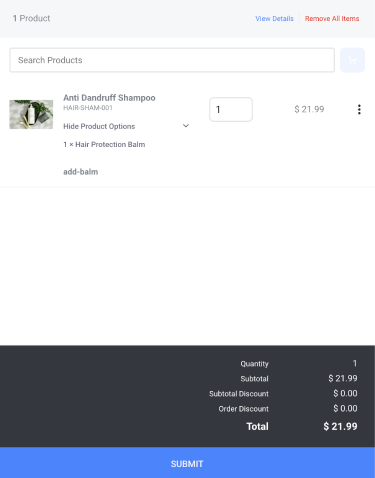 1 Product
View Details
Remove All Items
Search Products
Anti Dandruff Shampoo
HAIR-SHAM-001
1
$ 21.99
Hide Product Options
1 × Hair Protection Balm
add-balm
Quantity 1
Subtotal $ 21.99
Subtotal Discount $ 0.00
Order Discount $ 0.00
Total $ 21.99
SUBMIT